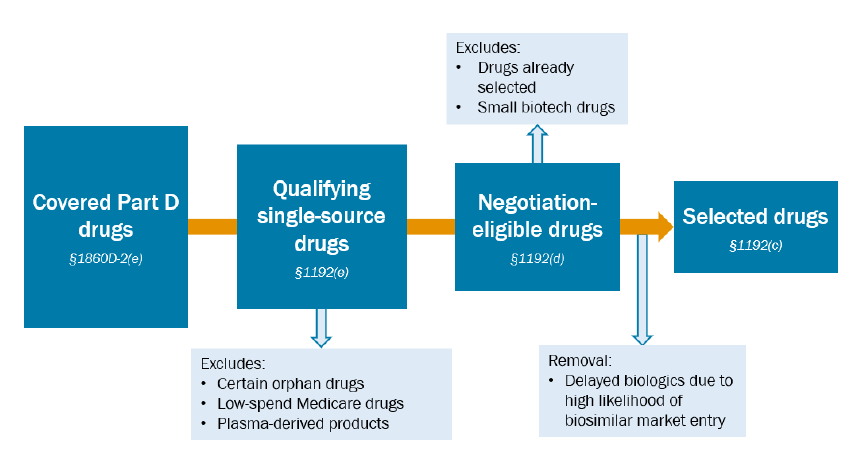 Excludes:
• Drugs already
selected
• Small biotech drugs
Covered Part D
drugs
§1860D-2(e)
Qualifying
single-source
drugs
§1192(e)
Negotiation-
eligible drugs
§1192(d)
Selected drugs
§1192(c)
Excludes:
• Certain orphan drugs
• Low-spend Medicare drugs
• Plasma-derived products
Removal:
• Delayed biologics due to
high likelihood of
biosimilar market entry